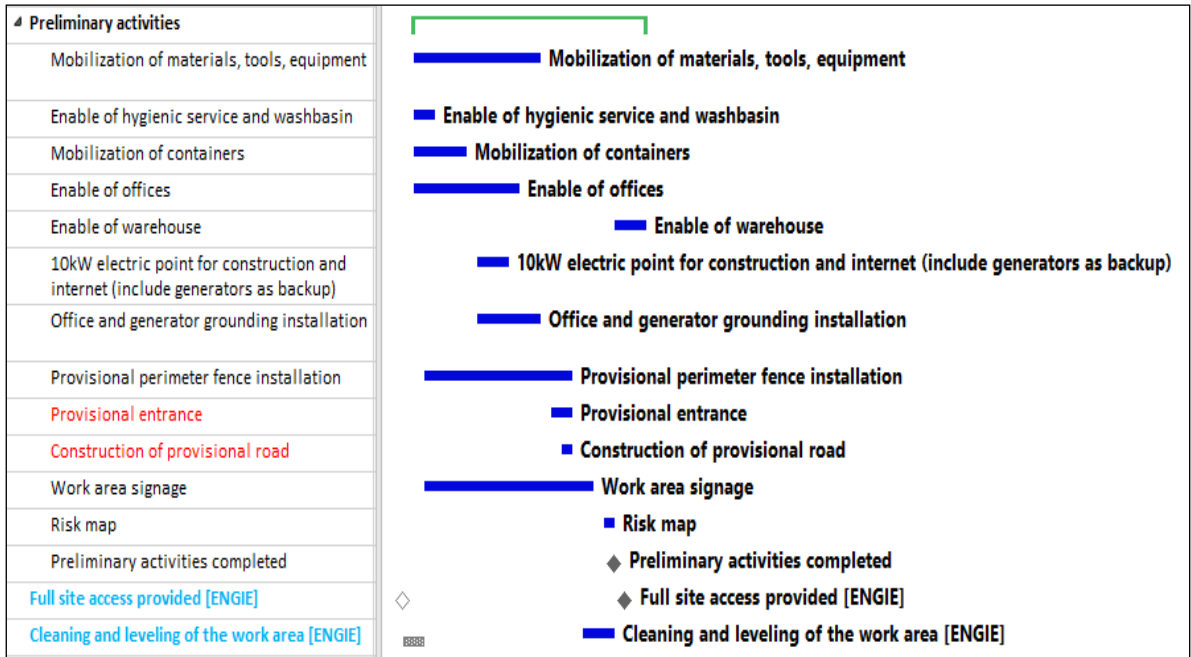 Preliminary activities
Mobilization of materials, tools, equipment
Mobilization of materials, tools, equipment
Enable of hygienic service and washbasin
Enable of hygienic service and washbasin
Mobilization of containers
Mobilization of containers
Enable of offices
Enable of offices
Enable of warehouse
Enable of warehouse
10kW electric point for construction and
internet (include generators as backup)
10kW electric point for construction and internet (include generators as backup)
Office and generator grounding installation
Office and generator grounding installation
Provisional perimeter fence installation
Provisional perimeter fence installation
Provisional entrance
Provisional entrance
Construction of provisional road
Construction of provisional road
Work area signage
Work area signage
Risk map
Risk map
Preliminary activities completed
Preliminary activities completed
Full site access provided [ENGIE]
Full site access provided [ENGIE]
Cleaning and leveling of the work area [ENGIE]
Cleaning and leveling of the work area [ENGIE]